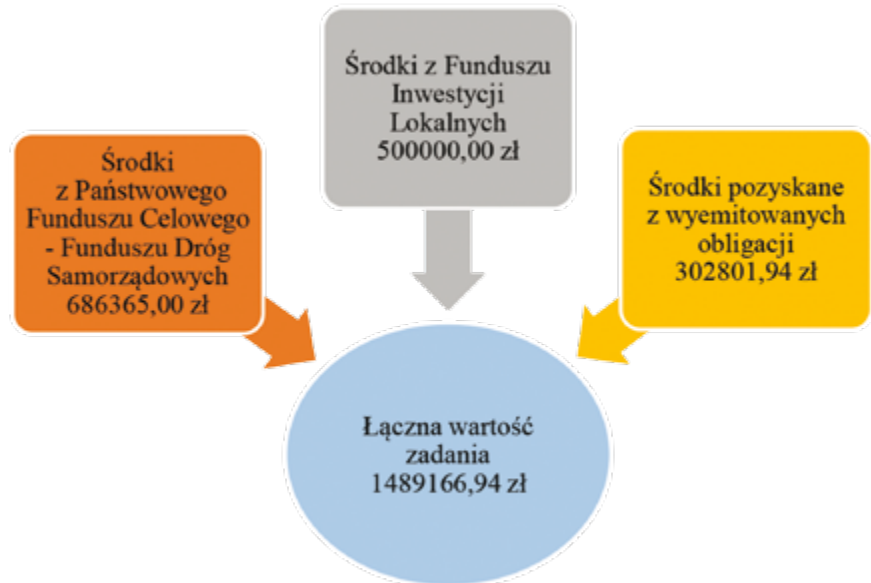 Środki
z Państwowego
Funduszu Celowego
- Funduszu Dróg
Samorządowych
686365,00 zł
Środki z Funduszu
Inwestycji
Lokalnych
500000,00 zł
Środki pozyskane
z wyemitowanych
obligacji
302801,94 zł
Łączna wartość
zadania
1489166,94 zł